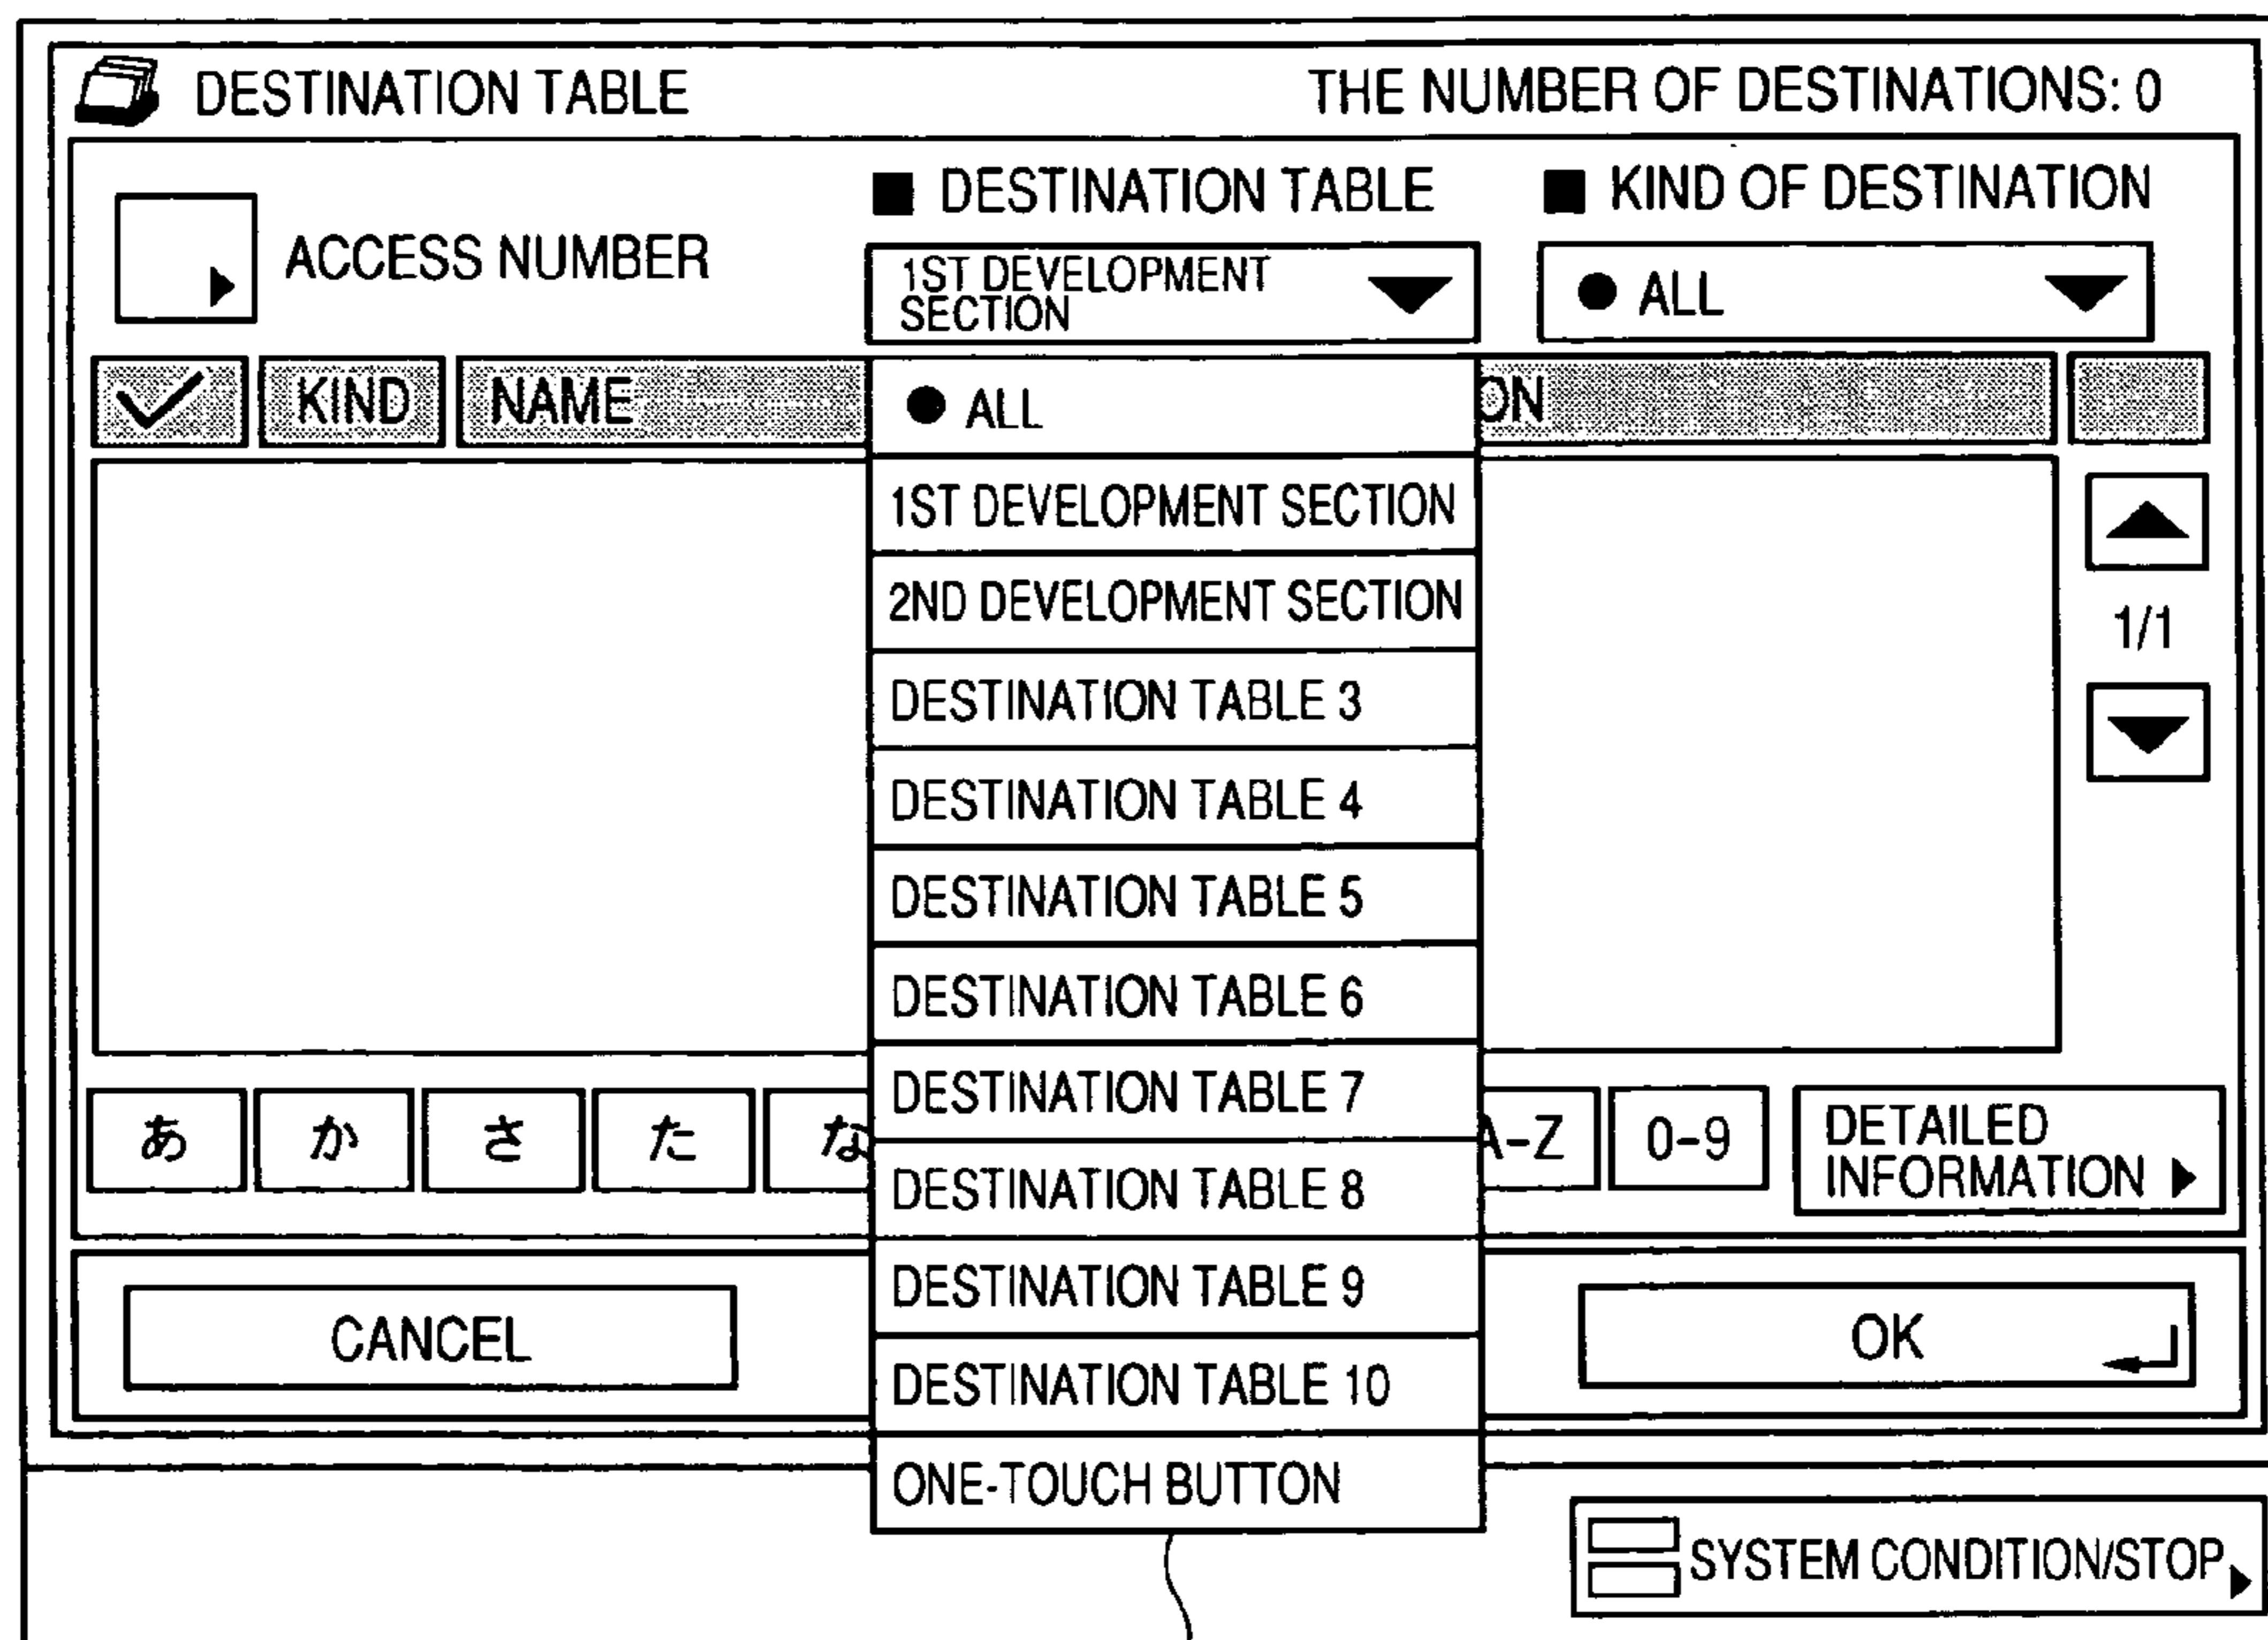 DESTINATION TABLE
THE NUMBER OF DESTINATIONS: 0
ACCESS NUMBER
■ DESTINATION TABLE
■ KIND OF DESTINATION
1ST DEVELOPMENT
SECTION
● ALL
KIND
NAME
ON
● ALL
1ST DEVELOPMENT SECTION
2ND DEVELOPMENT SECTION
DESTINATION TABLE 3
DESTINATION TABLE 4
DESTINATION TABLE 5
DESTINATION TABLE 6
DESTINATION TABLE 7
DESTINATION TABLE 8
DESTINATION TABLE 9
DESTINATION TABLE 10
ONE-TOUCH BUTTON
1/1
あ
か
さ
た
な
A-Z
0-9
DETAILED
INFORMATION
CANCEL
OK
SYSTEM CONDITION/STOP